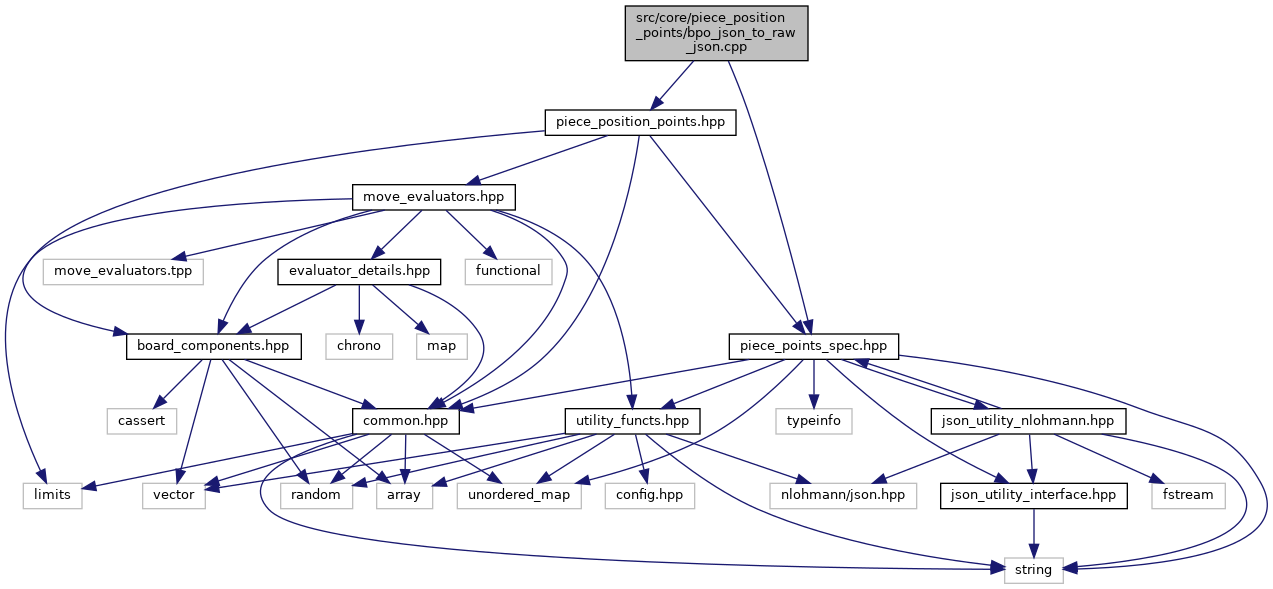 src/core/piece_position
_points/bpo_json_to_raw
_json.cpp
piece_position_points.hpp
move_evaluators.hpp
move_evaluators.tpp
evaluator_details.hpp
functional
board_components.hpp
chrono
map
piece_points_spec.hpp
cassert
common.hpp
utility_functs.hpp
typeinfo
json_utility_nlohmann.hpp
limits
vector
random
array
unordered_map
config.hpp
nlohmann/json.hpp
json_utility_interface.hpp
fstream
string